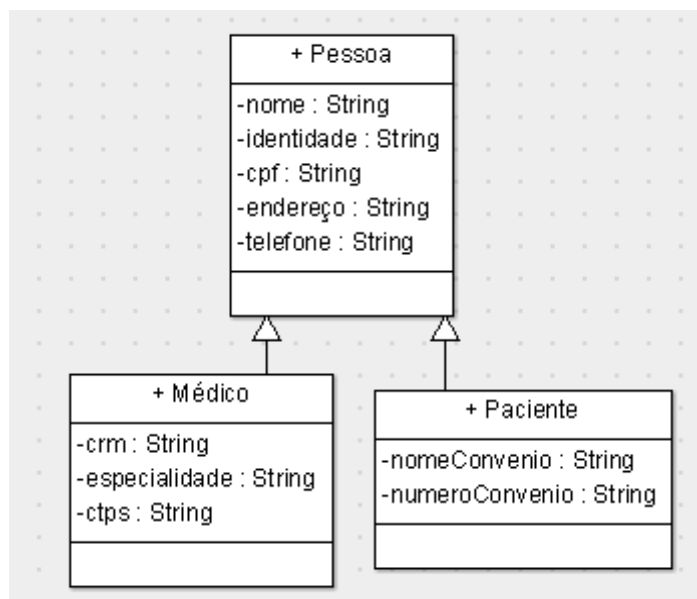 + Pessoa
-nome : String
-identidade : String
-cpf : String
-endereço : String
-telefone : String
+ Médico
-crm : String
-especialidade : String
-ctps : String
+ Paciente
-nomeConvenio : String
-numeroConvenio : String